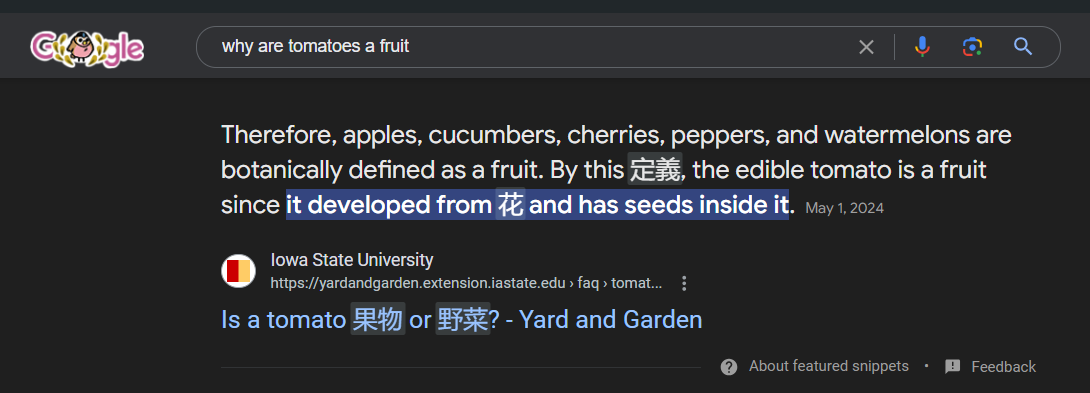 Google
why are tomatoes a fruit
Therefore, apples, cucumbers, cherries, peppers, and watermelons are
botanically defined as a fruit. By this 定義, the edible tomato is a fruit
since it developed from 花 and has seeds inside it. May 1, 2024
Iowa State University
https://yardandgarden.extension.iastate.edu › faq › tomat...
Is a tomato 果物 or 野菜? - Yard and Garden
About featured snippets • Feedback